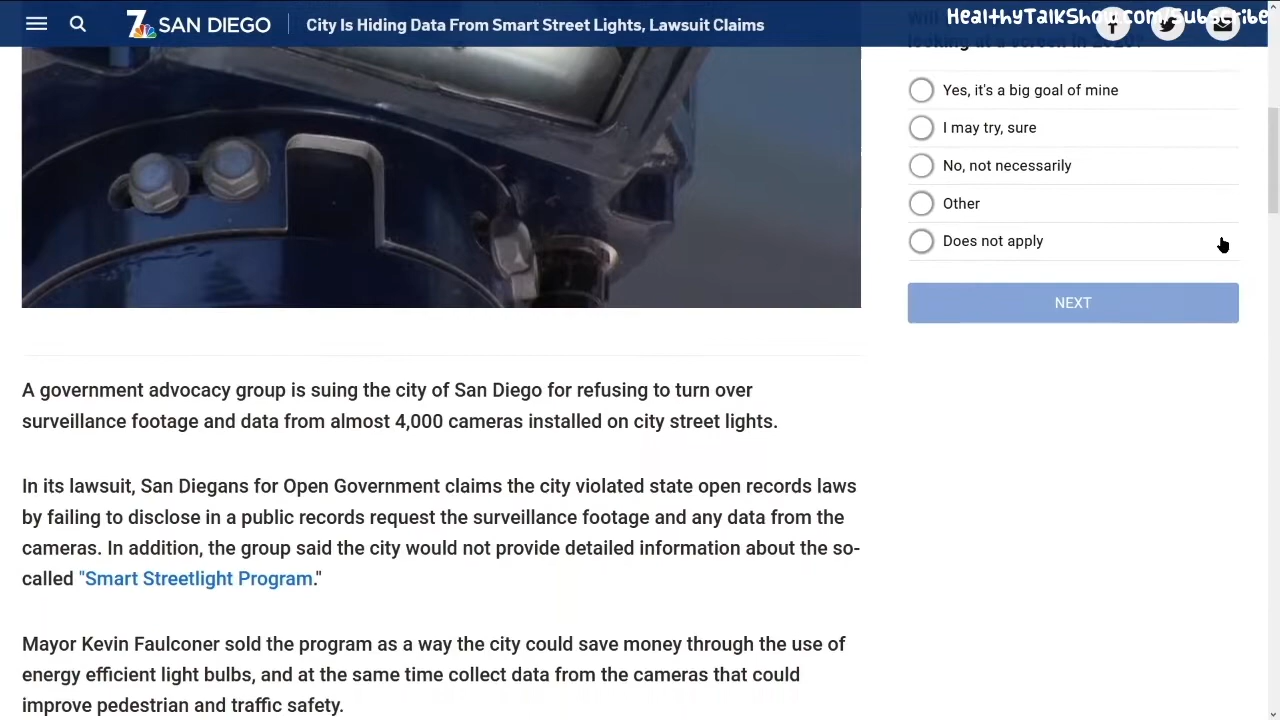 7 SAN DIEGO
City Is Hiding Data From Smart Street Lights, Lawsuit Claims
HealthyTalkShow.com/Subscribe
looking at a screen in 2020?
Yes, it's a big goal of mine
I may try, sure
No, not necessarily
Other
Does not apply
NEXT
A government advocacy group is suing the city of San Diego for refusing to turn over
surveillance footage and data from almost 4,000 cameras installed on city street lights.
In its lawsuit, San Diegans for Open Government claims the city violated state open records laws
by failing to disclose in a public records request the surveillance footage and any data from the
cameras. In addition, the group said the city would not provide detailed information about the so-
called "Smart Streetlight Program."
Mayor Kevin Faulconer sold the program as a way the city could save money through the use of
energy efficient light bulbs, and at the same time collect data from the cameras that could
improve pedestrian and traffic safety.